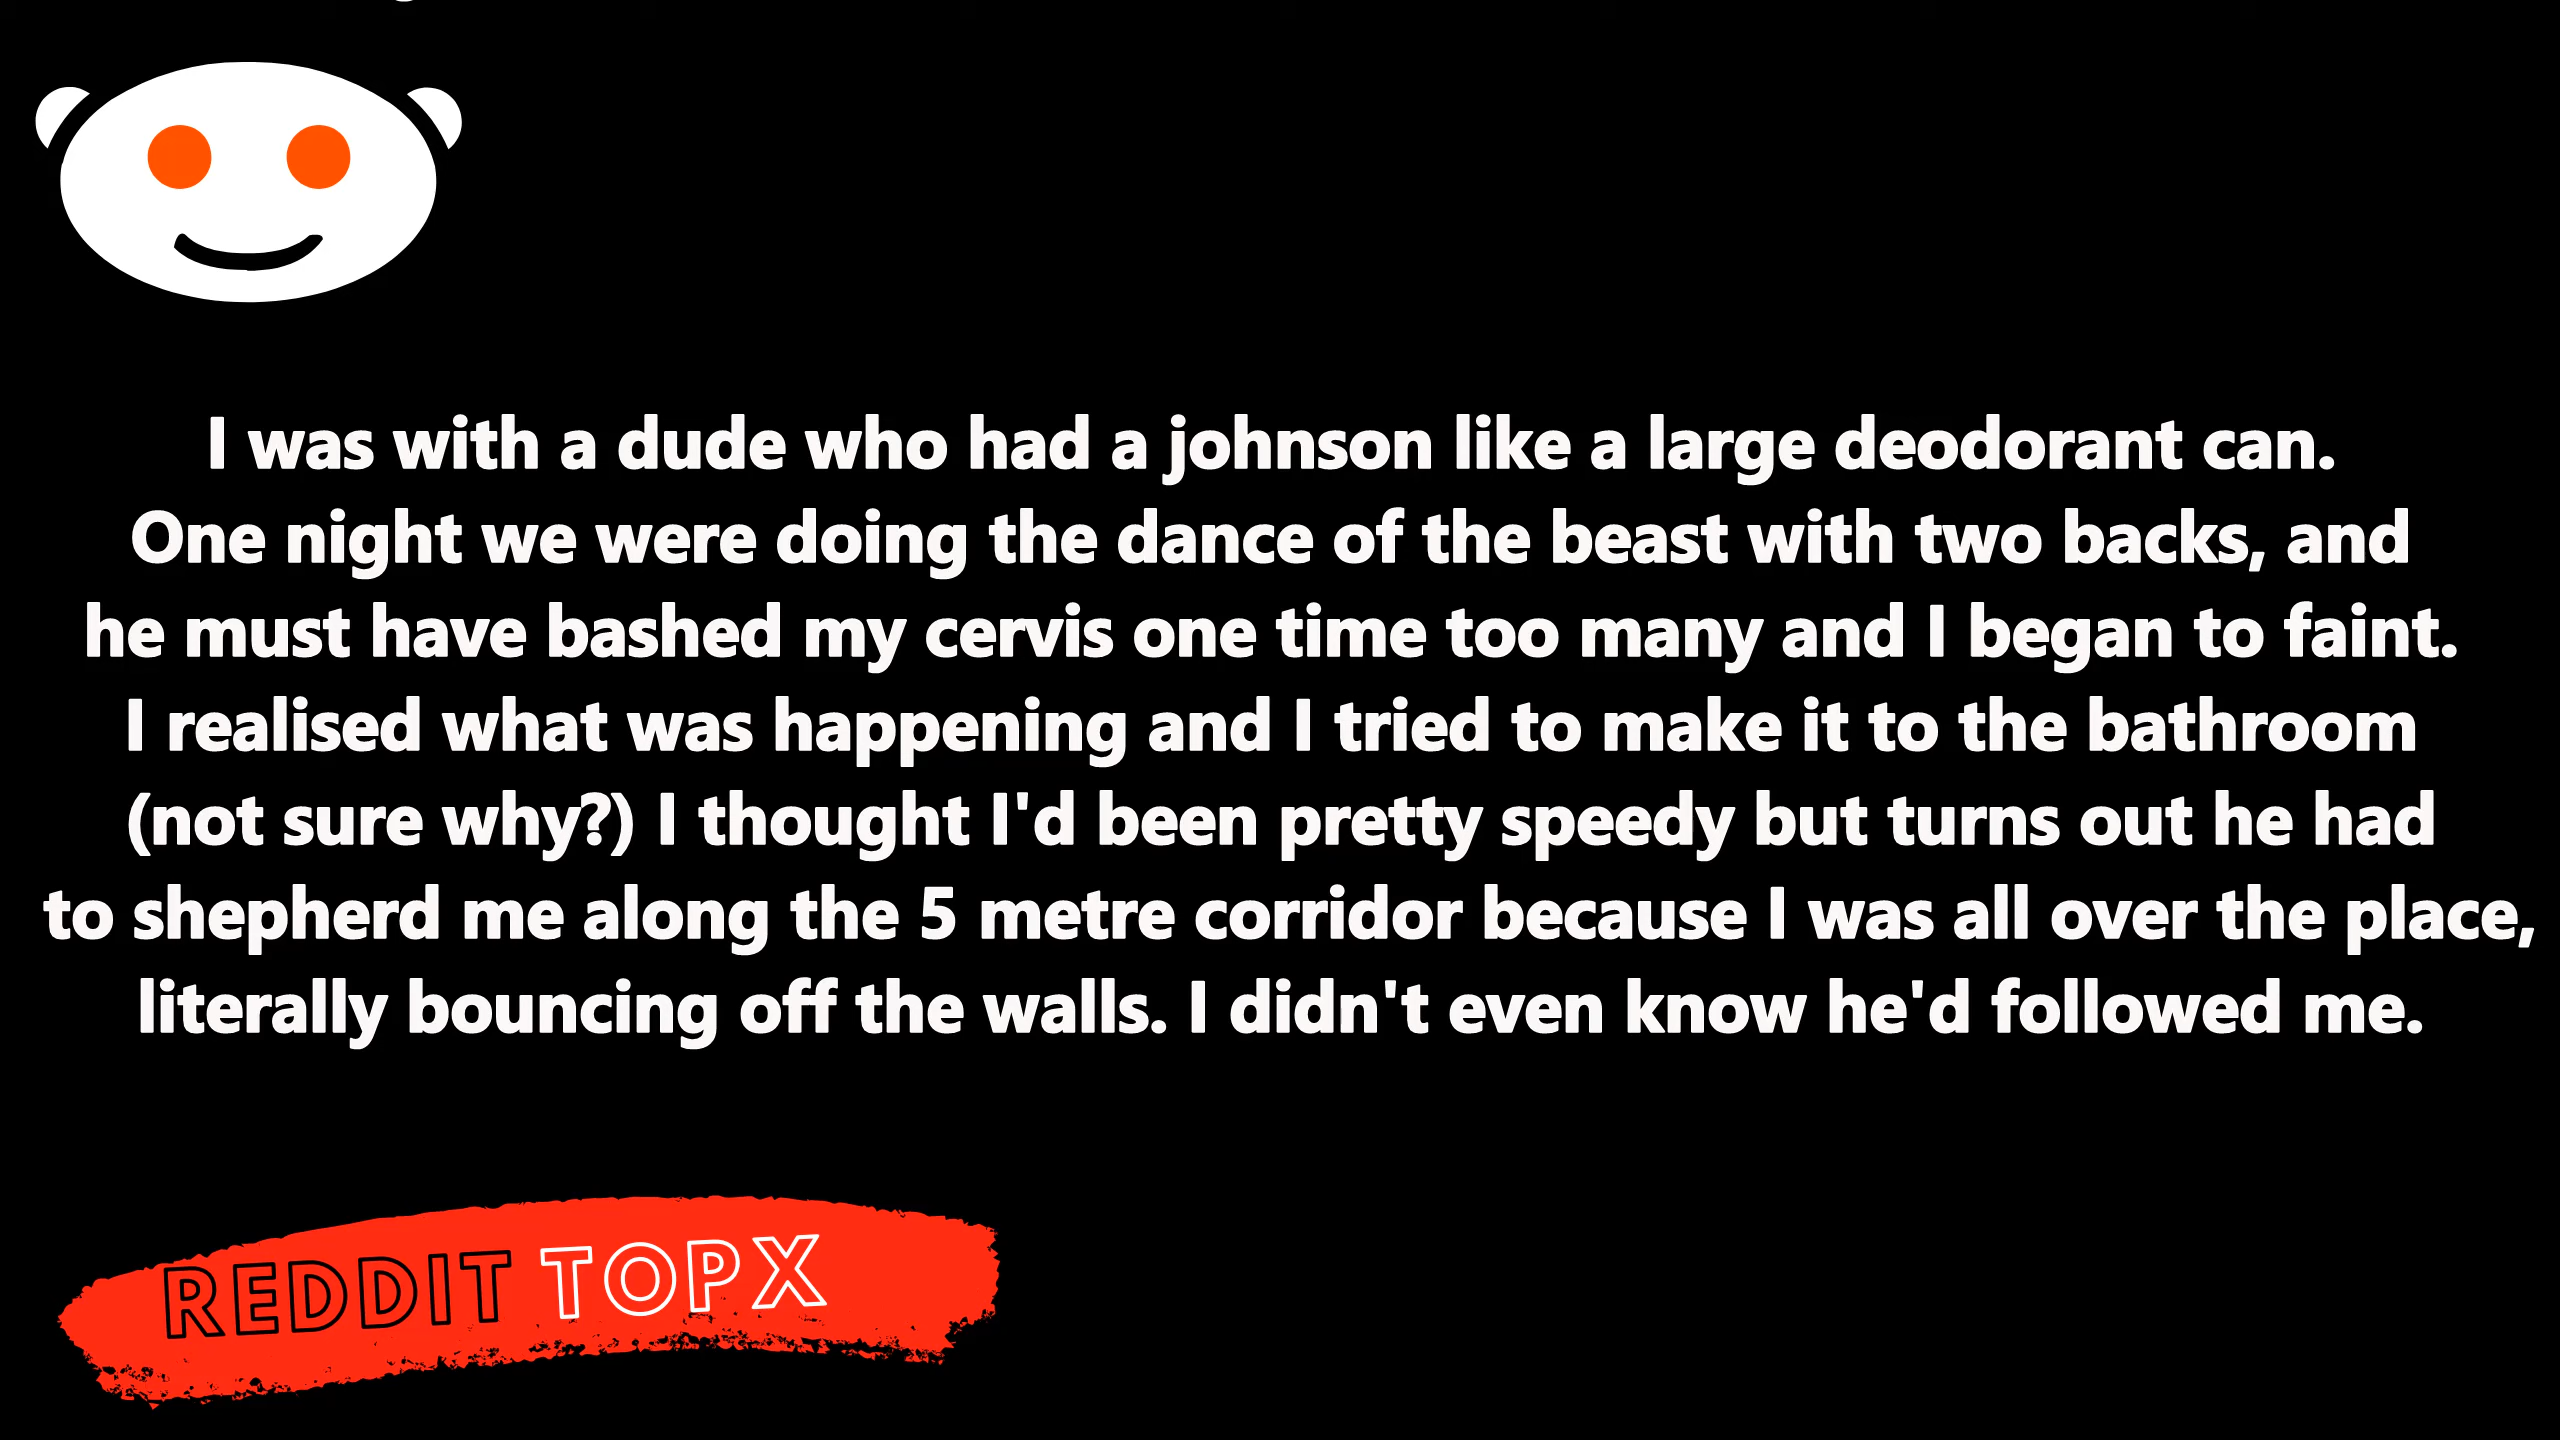 I was with a dude who had a johnson like a large deodorant can.
One night we were doing the dance of the beast with two backs, and
he must have bashed my cervis one time too many and I began to faint.
I realised what was happening and I tried to make it to the bathroom
(not sure why?) I thought I'd been pretty speedy but turns out he had
to shepherd me along the 5 metre corridor because I was all over the place,
literally bouncing off the walls. I didn't even know he'd followed me.
REDDIT TOPX